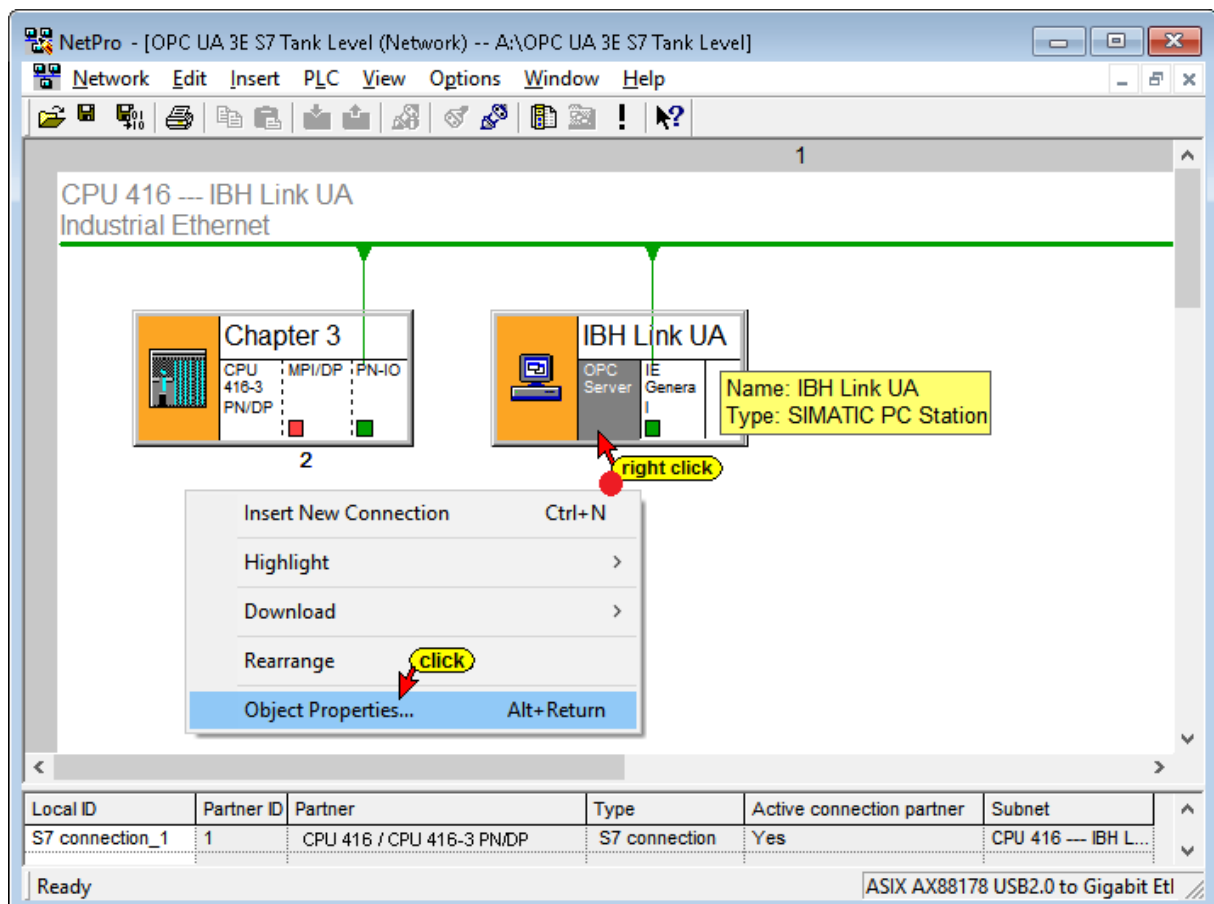 NetPro - [OPC UA 3E S7 Tank Level (Network) -- A:\OPC UA 3E S7 Tank Level]
Network Edit Insert PLC View Options Window Help
1
CPU 416 --- IBH Link UA
Industrial Ethernet
Chapter 3
CPU 416-3 PN/DP
MPI/DP
PN-IO
2
IBH Link UA
OPC Server
IE Genera l
Name: IBH Link UA
Type: SIMATIC PC Station
right click
Insert New Connection Ctrl+N
Highlight
Download
Rearrange
click
Object Properties... Alt+Return
Local ID Partner ID Partner Type Active connection partner Subnet
S7 connection_1 1 CPU 416 / CPU 416-3 PN/DP S7 connection Yes CPU 416 --- IBH L...
Ready ASIX AX88178 USB2.0 to Gigabit Etl